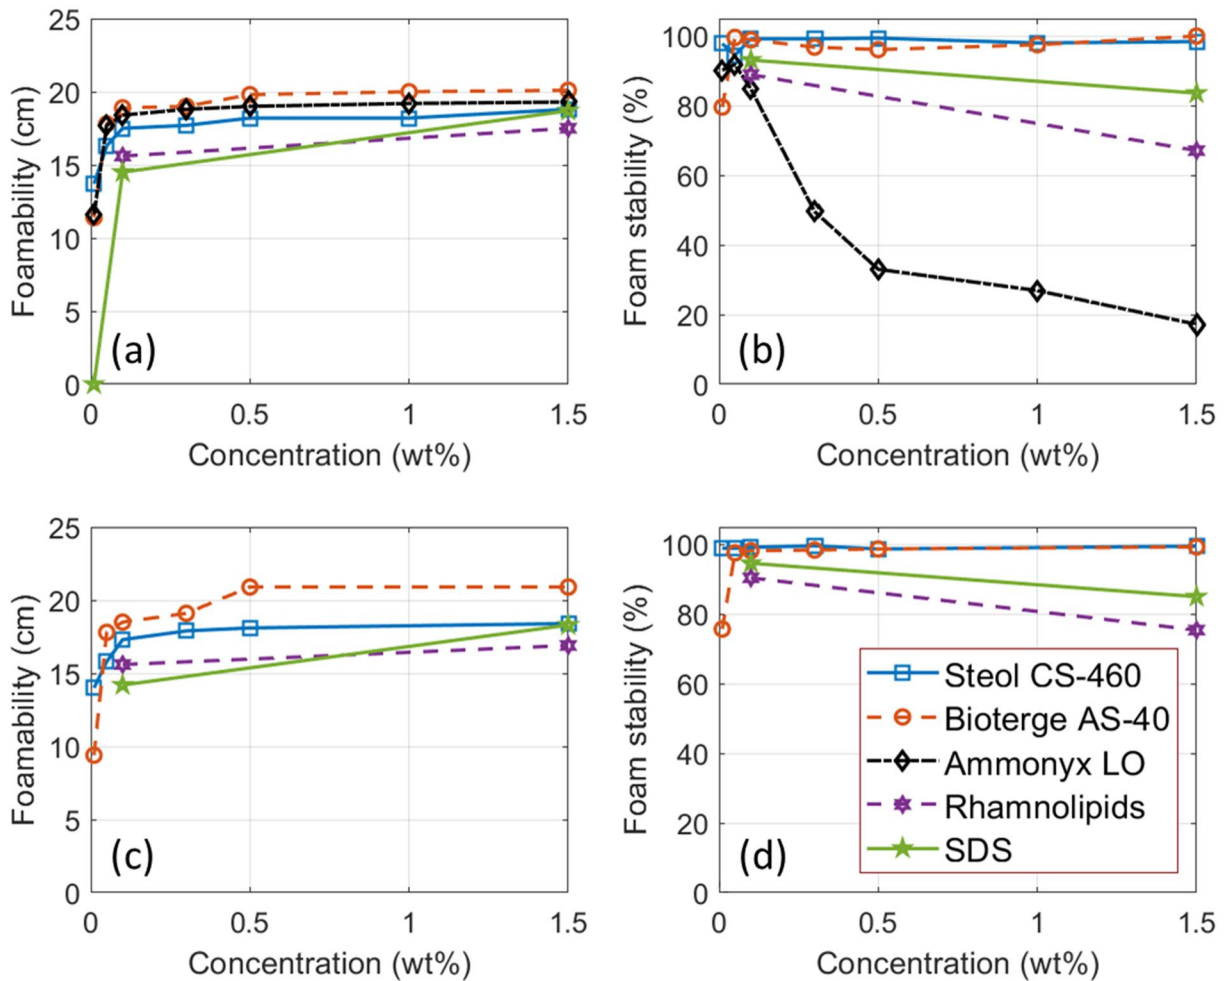 25
20
15
10
5
0
Foamability (cm)
(a)
0
0.5
1
1.5
Concentration (wt%)
100
80
60
40
20
0
Foam stability (%)
(b)
0
0.5
1
1.5
Concentration (wt%)
25
20
15
10
5
0
Foamability (cm)
(c)
0
0.5
1
1.5
Concentration (wt%)
100
80
60
40
20
0
Foam stability (%)
Steol CS-460
Bioterge AS-40
Ammonyx LO
Rhamnolipids
SDS
(d)
0
0.5
1
1.5
Concentration (wt%)